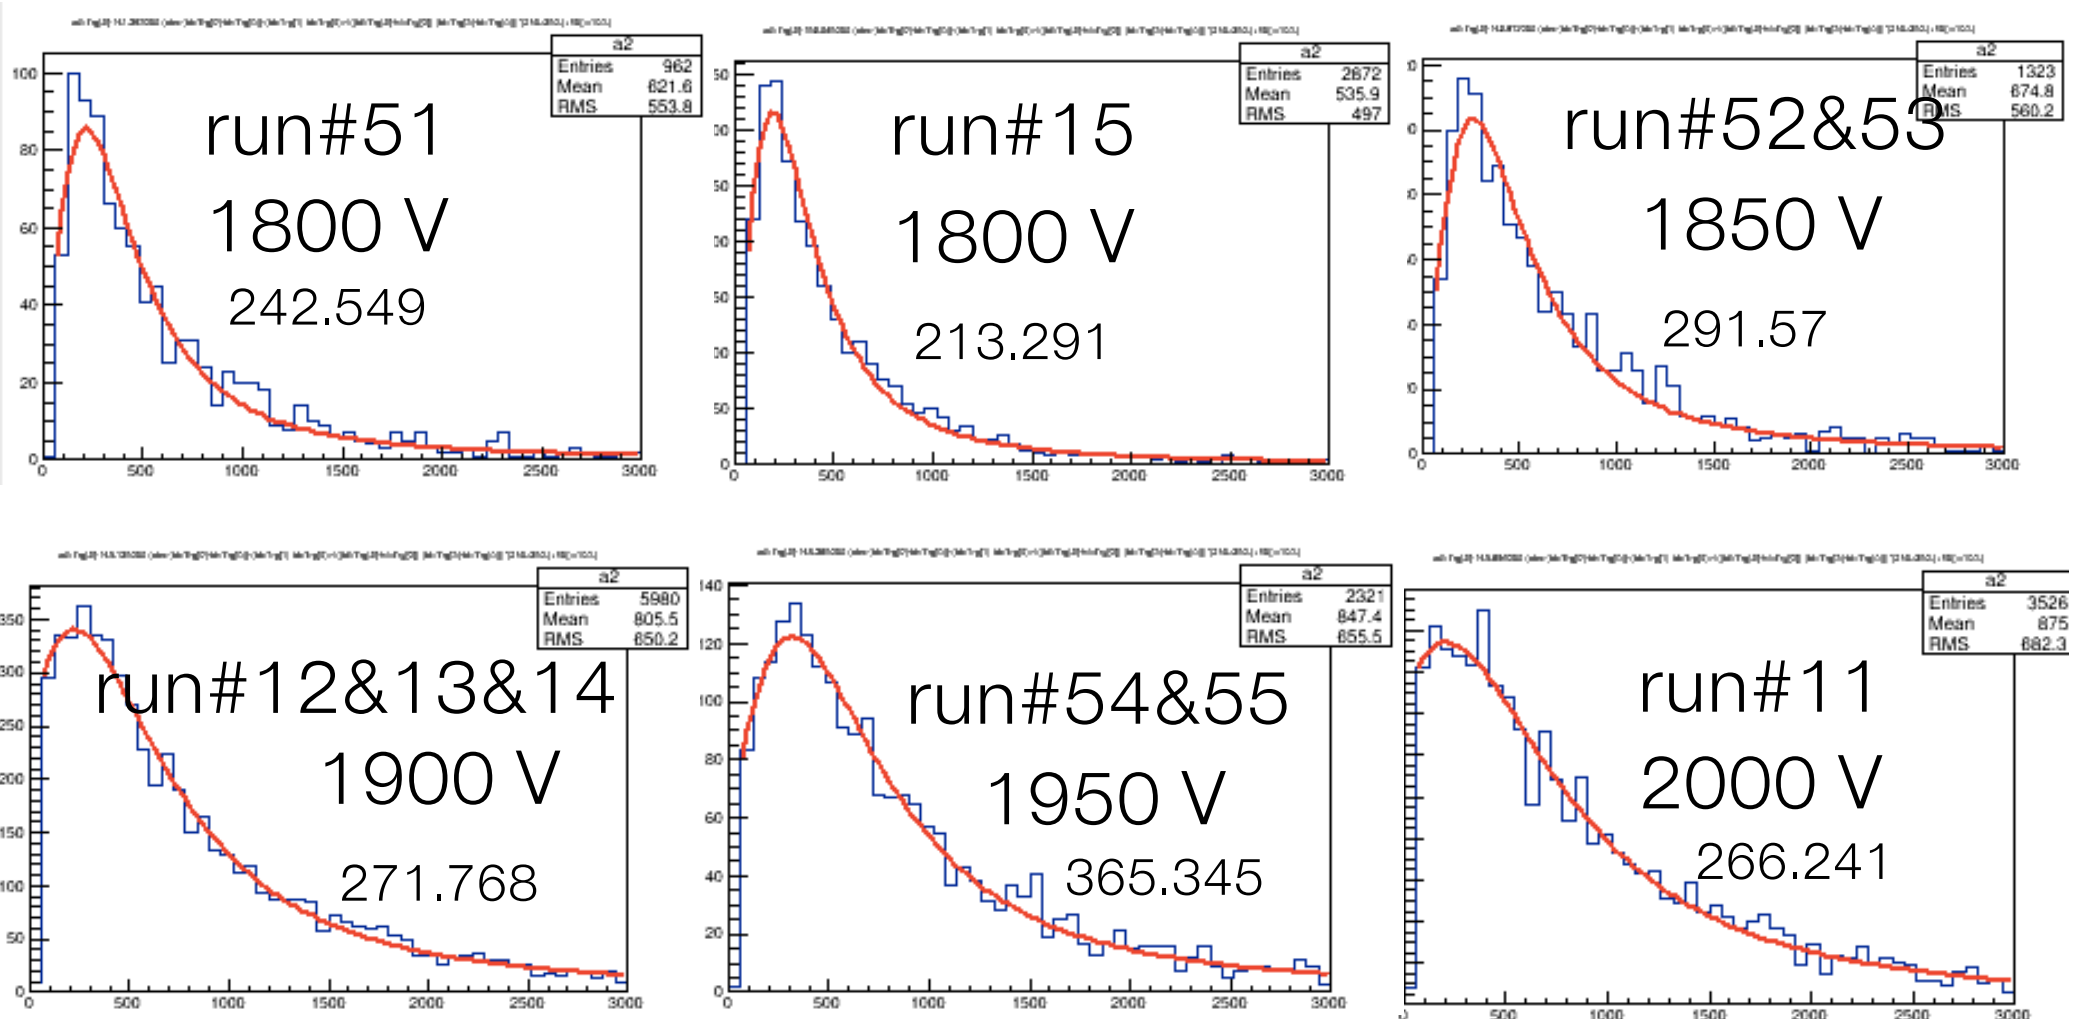 a2
Entries 962
Mean 621.6
RMS 553.8
run#51
1800 V
242.549
100
80
60
40
20
0
0 500 1000 1500 2000 2500 3000
a2
Entries 2672
Mean 535.9
RMS 497
run#15
1800 V
213.291
0 500 1000 1500 2000 2500 3000
a2
Entries 1323
Mean 674.8
RMS 560.2
run#52&53
1850 V
291.57
0 500 1000 1500 2000 2500 3000
a2
Entries 5980
Mean 805.5
RMS 650.2
run#12&13&14
1900 V
271.768
350
300
250
200
150
100
50
0
0 500 1000 1500 2000 2500 3000
a2
Entries 2321
Mean 847.4
RMS 655.5
run#54&55
1950 V
365.345
140
120
100
80
60
40
20
0
0 500 1000 1500 2000 2500 3000
a2
Entries 3526
Mean 875
RMS 682.3
run#11
2000 V
266.241
500 1000 1500 2000 2500 3000